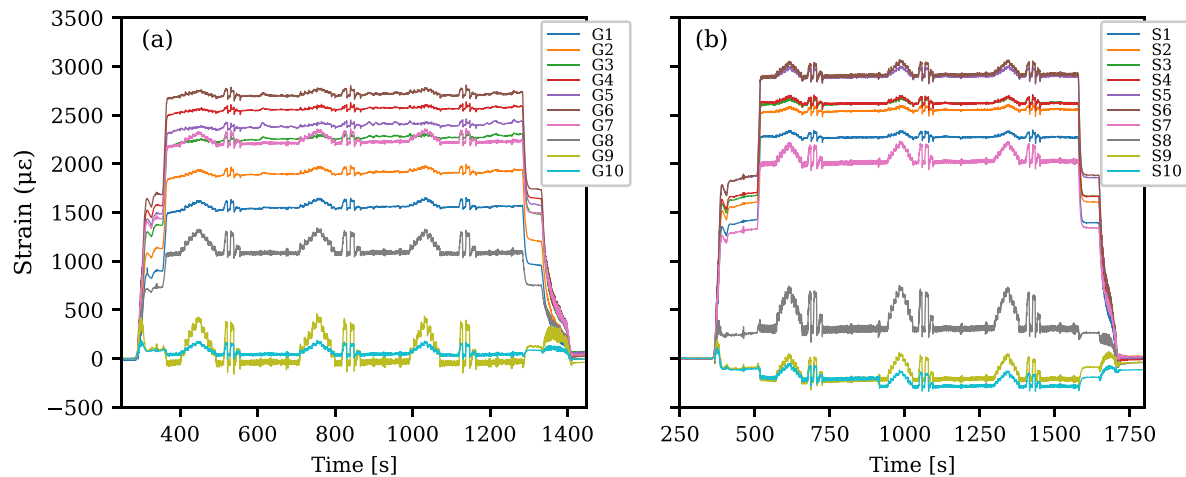 Strain (με)
3500
3000
2500
2000
1500
1000
500
0
−500
(a)
G1
G2
G3
G4
G5
G6
G7
G8
G9
G10
400
600
800
1000
1200
1400
Time [s]
(b)
S1
S2
S3
S4
S5
S6
S7
S8
S9
S10
250
500
750
1000
1250
1500
1750
Time [s]